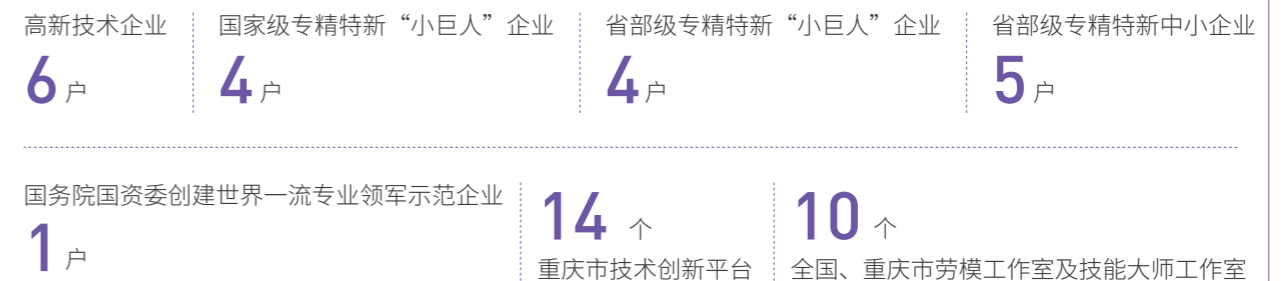 高新技术企业
6 户
国家级专精特新“小巨人”企业
4 户
省部级专精特新“小巨人”企业
4 户
省部级专精特新中小企业
5 户
国务院国资委创建世界一流专业领军示范企业
1 户
14 个
重庆市技术创新平台
10 个
全国、重庆市劳模工作室及技能大师工作室